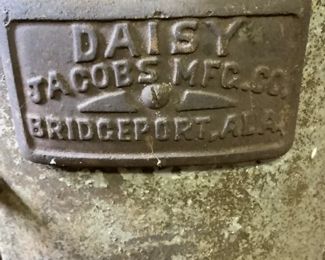 DAISY
JACOBS MFG. CO.
BRIDGEPORT, ALA.